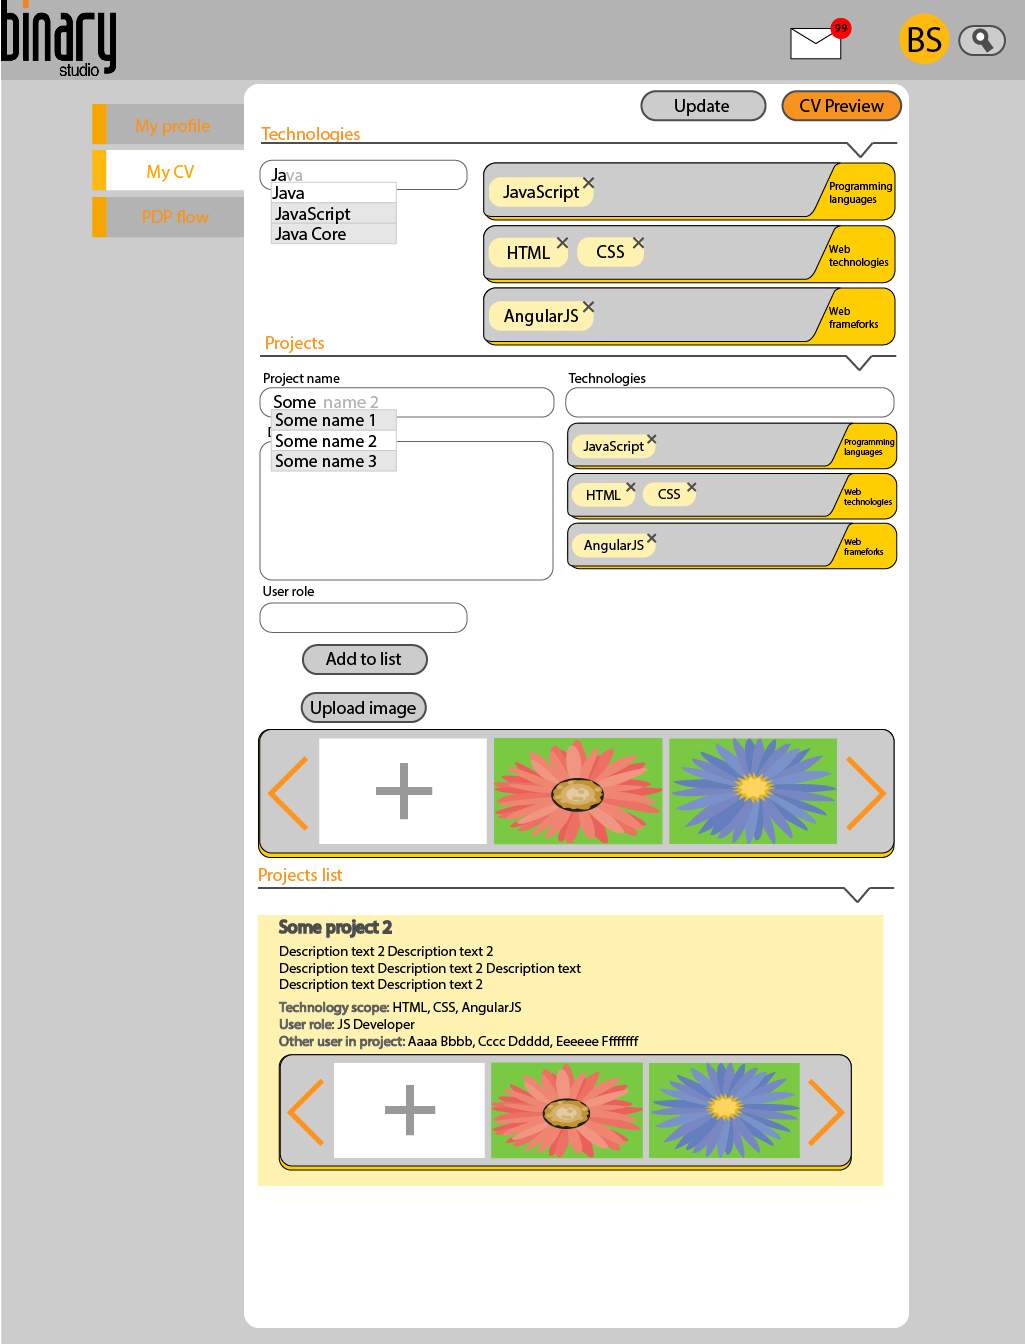 binary
studio
99
BS
Update
CV Preview
My profile
My CV
PDP flow
Technologies
Java
Java
JavaScript
Java Core
JavaScript
Programming
languages
HTML
CSS
Web
technologies
AngularJS
Web
frameforks
Projects
Project name
Technologies
Some name 2
Some name 1
Some name 2
Some name 3
JavaScript
Programming
languages
HTML
CSS
Web
technologies
AngularJS
Web
frameforks
User role
Add to list
Upload image
Projects list
Some project 2
Description text 2 Description text 2
Description text Description text 2 Description text
Description text Description text 2
Technology scope: HTML, CSS, AngularJS
User role: JS Developer
Other user in project: Aaaa Bbbb, Cccc Ddddd, Eeeeee Ffffffff